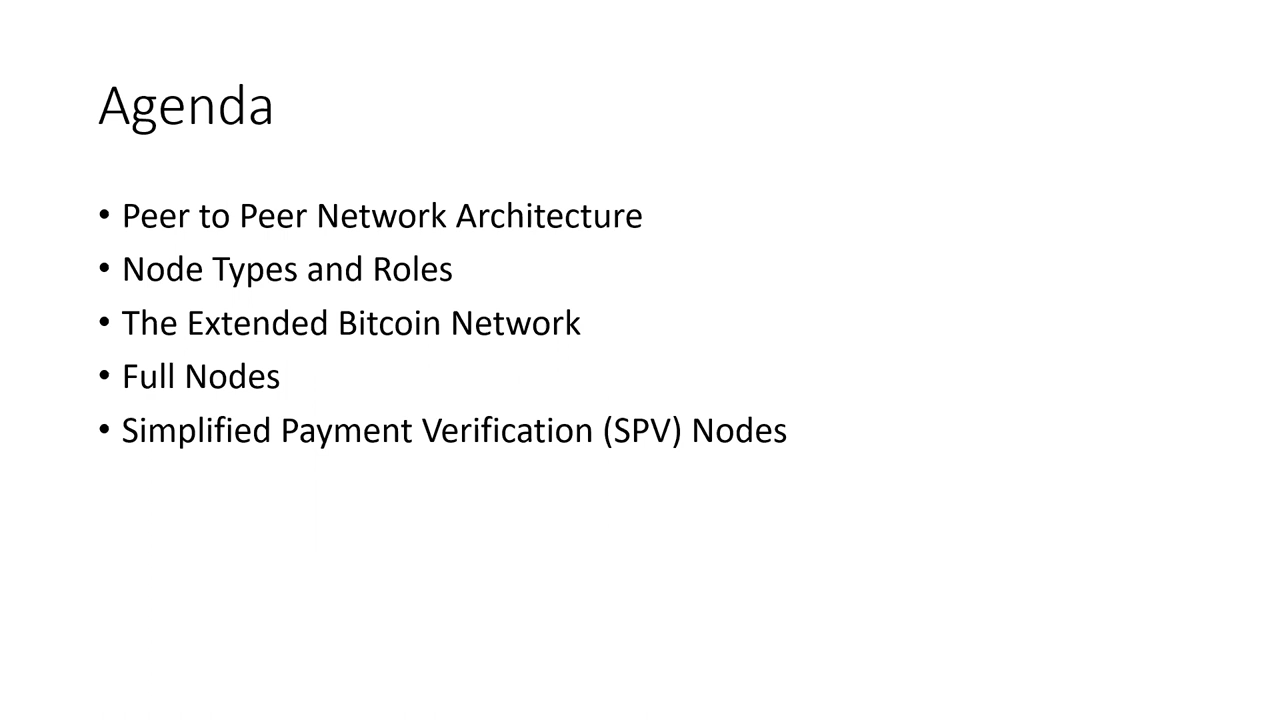 Agenda
• Peer to Peer Network Architecture
• Node Types and Roles
• The Extended Bitcoin Network
• Full Nodes
• Simplified Payment Verification (SPV) Nodes